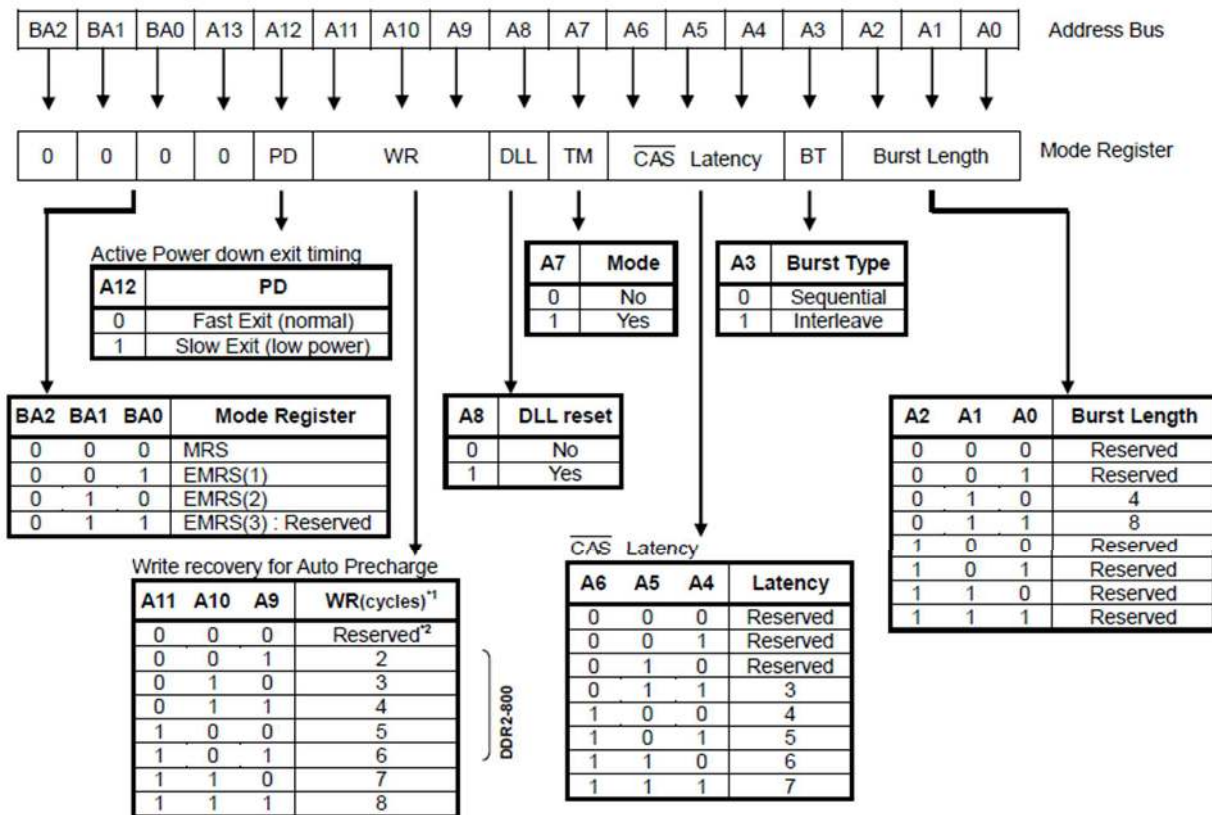 BA2 BA1 BA0 A13 A12 A11 A10 A9 A8 A7 A6 A5 A4 A3 A2 A1 A0 Address Bus
0 0 0 0 PD WR DLL TM CAS Latency BT Burst Length Mode Register
Active Power down exit timing
A12 PD
0 Fast Exit (normal)
1 Slow Exit (low power)
A7 Mode
0 No
1 Yes
A3 Burst Type
0 Sequential
1 Interleave
BA2 BA1 BA0 Mode Register
0 0 0 MRS
0 0 1 EMRS(1)
0 1 0 EMRS(2)
0 1 1 EMRS(3) : Reserved
A8 DLL reset
0 No
1 Yes
A2 A1 A0 Burst Length
0 0 0 Reserved
0 0 1 Reserved
0 1 0 4
0 1 1 8
1 0 0 Reserved
1 0 1 Reserved
1 1 0 Reserved
1 1 1 Reserved
Write recovery for Auto Precharge
A11 A10 A9 WR(cycles)*1
0 0 0 Reserved*2
0 0 1 2
0 1 0 3
0 1 1 4
1 0 0 5
1 0 1 6
1 1 0 7
1 1 1 8
DDR2-800
CAS Latency
A6 A5 A4 Latency
0 0 0 Reserved
0 0 1 Reserved
0 1 0 Reserved
0 1 1 3
1 0 0 4
1 0 1 5
1 1 0 6
1 1 1 7